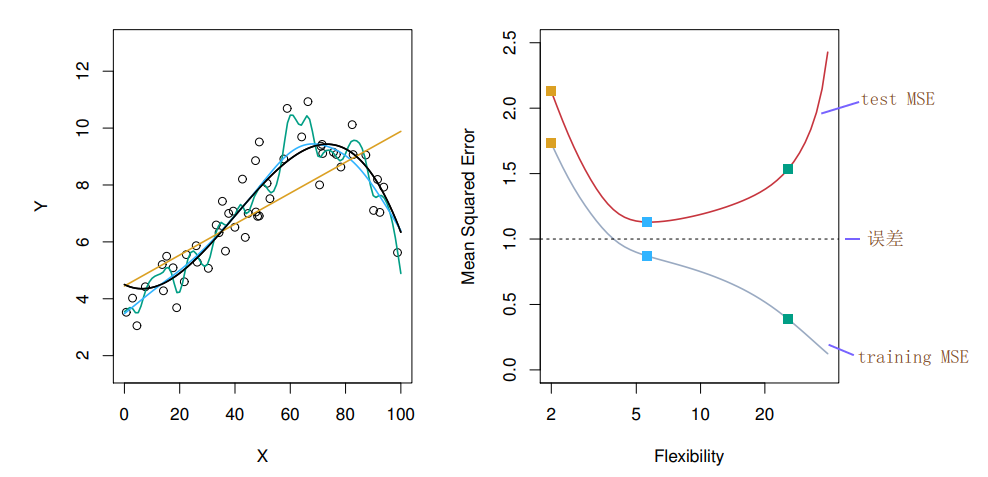 12
10
8
6
4
2
Y
0 20 40 60 80 100
X
2.5
2.0
1.5
1.0
0.5
0.0
Mean Squared Error
2 5 10 20
Flexibility
test MSE
误差
training MSE